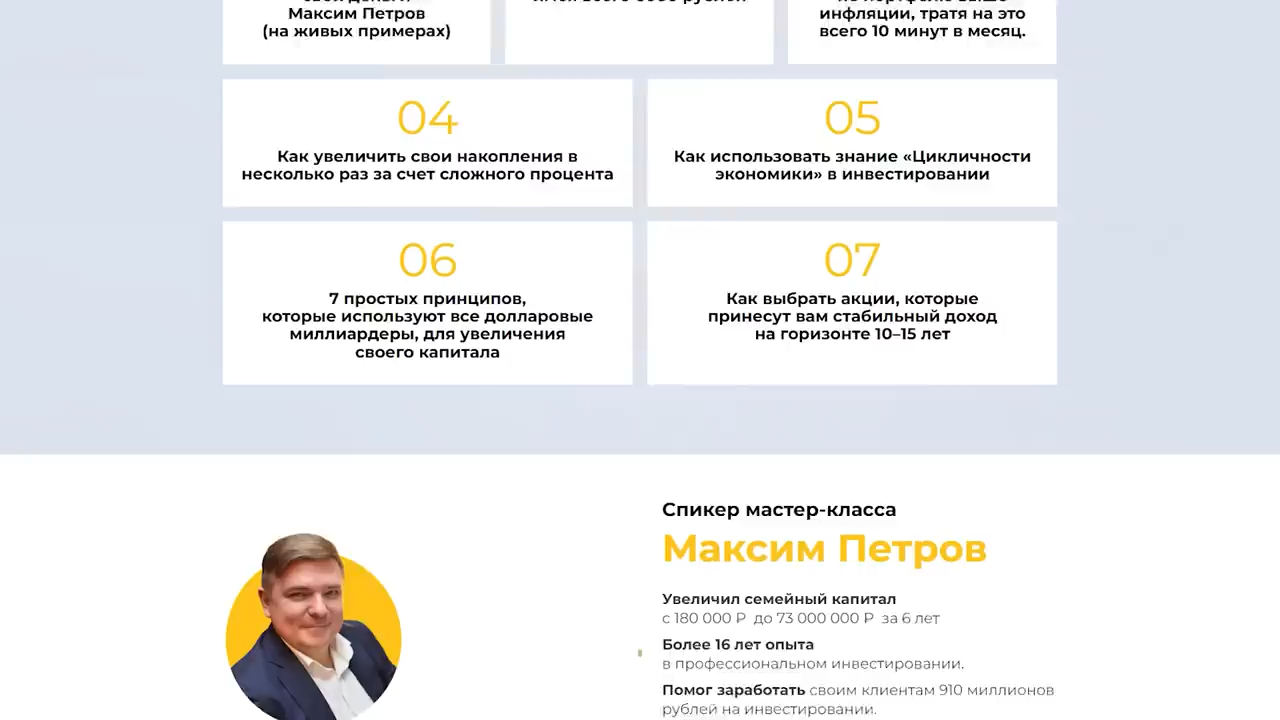 Максим Петров
(на живых примерах)
инфляции, тратя на это
всего 10 минут в месяц.
04
Как увеличить свои накопления в
несколько раз за счет сложного процента
05
Как использовать знание «Цикличности
экономики» в инвестировании
06
7 простых принципов,
которые используют все долларовые
миллиардеры, для увеличения
своего капитала
07
Как выбрать акции, которые
принесут вам стабильный доход
на горизонте 10–15 лет
Спикер мастер-класса
Максим Петров
Увеличил семейный капитал
с 180 000 ₽ до 73 000 000 ₽ за 6 лет
Более 16 лет опыта
в профессиональном инвестировании.
Помог заработать своим клиентам 910 миллионов
рублей на инвестировании.